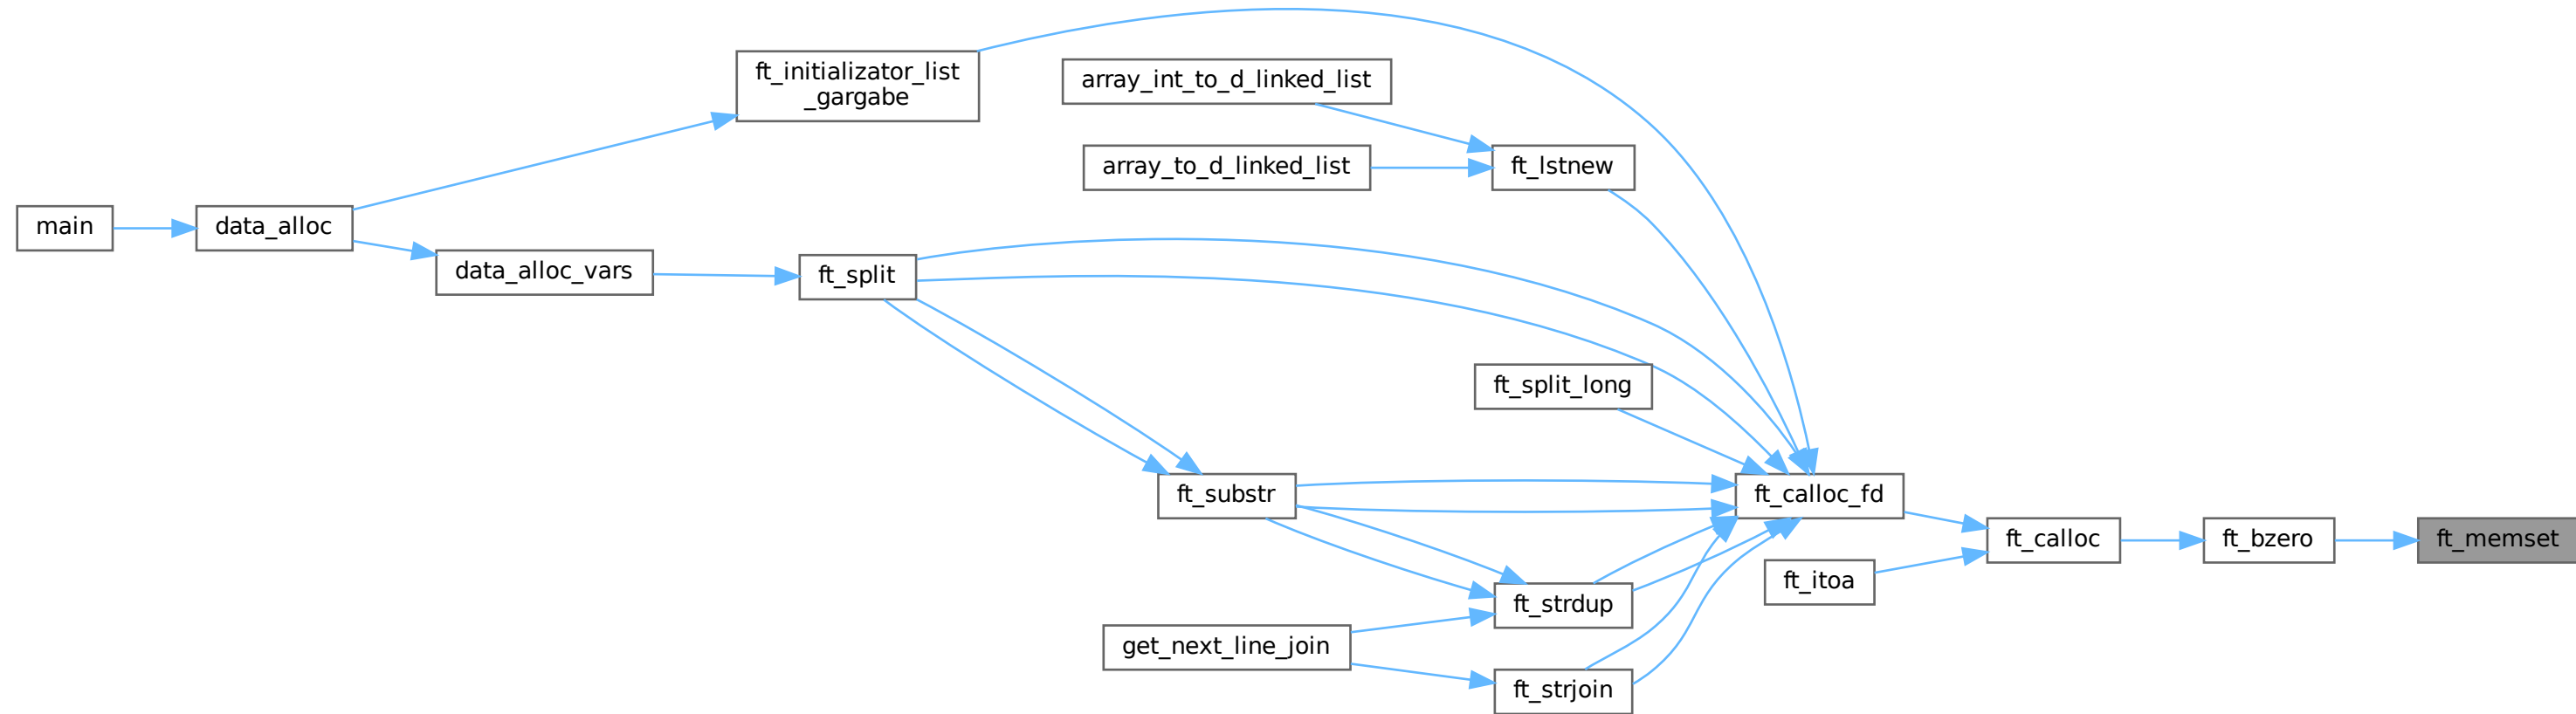 ft_initializator_list
_gargabe
array_int_to_d_linked_list
array_to_d_linked_list
ft_lstnew
main
data_alloc
data_alloc_vars
ft_split
ft_split_long
ft_substr
ft_calloc_fd
ft_calloc
ft_bzero
ft_memset
ft_itoa
ft_strdup
get_next_line_join
ft_strjoin